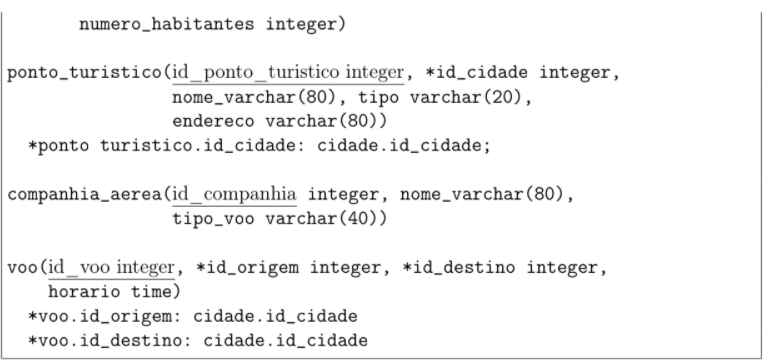 numero_habitantes integer)
ponto_turistico(id_ponto_turistico integer, *id_cidade integer,
nome_varchar(80), tipo varchar(20),
endereco varchar(80))
*ponto turistico.id_cidade: cidade.id_cidade;
companhia_aerea(id_companhia integer, nome_varchar(80),
tipo_voo varchar(40))
voo(id_voo integer, *id_origem integer, *id_destino integer,
horario time)
*voo.id_origem: cidade.id_cidade
*voo.id_destino: cidade.id_cidade